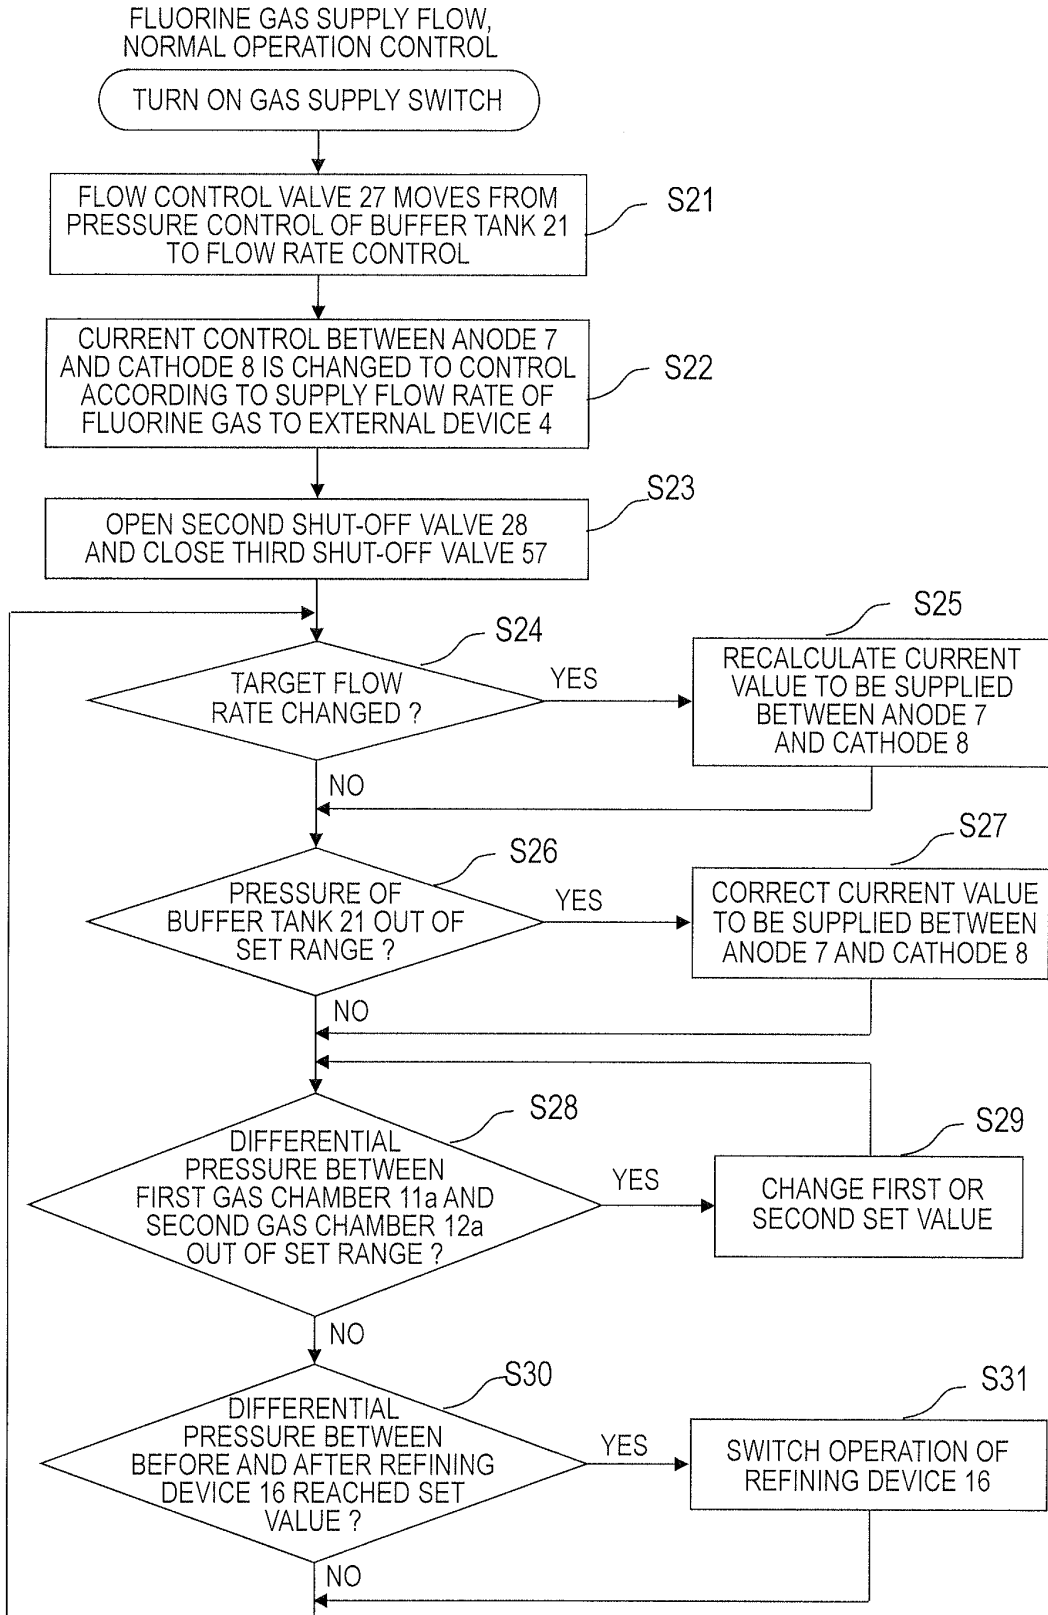 FLUORINE GAS SUPPLY FLOW,
NORMAL OPERATION CONTROL
TURN ON GAS SUPPLY SWITCH
FLOW CONTROL VALVE 27 MOVES FROM
PRESSURE CONTROL OF BUFFER TANK 21
TO FLOW RATE CONTROL
S21
CURRENT CONTROL BETWEEN ANODE 7
AND CATHODE 8 IS CHANGED TO CONTROL
ACCORDING TO SUPPLY FLOW RATE OF
FLUORINE GAS TO EXTERNAL DEVICE 4
S22
OPEN SECOND SHUT-OFF VALVE 28
AND CLOSE THIRD SHUT-OFF VALVE 57
S23
TARGET FLOW
RATE CHANGED ?
S24
YES
RECALCULATE CURRENT
VALUE TO BE SUPPLIED
BETWEEN ANODE 7
AND CATHODE 8
S25
NO
PRESSURE OF
BUFFER TANK 21 OUT OF
SET RANGE ?
S26
YES
CORRECT CURRENT VALUE
TO BE SUPPLIED BETWEEN
ANODE 7 AND CATHODE 8
S27
NO
DIFFERENTIAL
PRESSURE BETWEEN
FIRST GAS CHAMBER 11a AND
SECOND GAS CHAMBER 12a
OUT OF SET RANGE ?
S28
YES
CHANGE FIRST OR
SECOND SET VALUE
S29
NO
DIFFERENTIAL
PRESSURE BETWEEN
BEFORE AND AFTER REFINING
DEVICE 16 REACHED SET
VALUE ?
S30
YES
SWITCH OPERATION OF
REFINING DEVICE 16
S31
NO